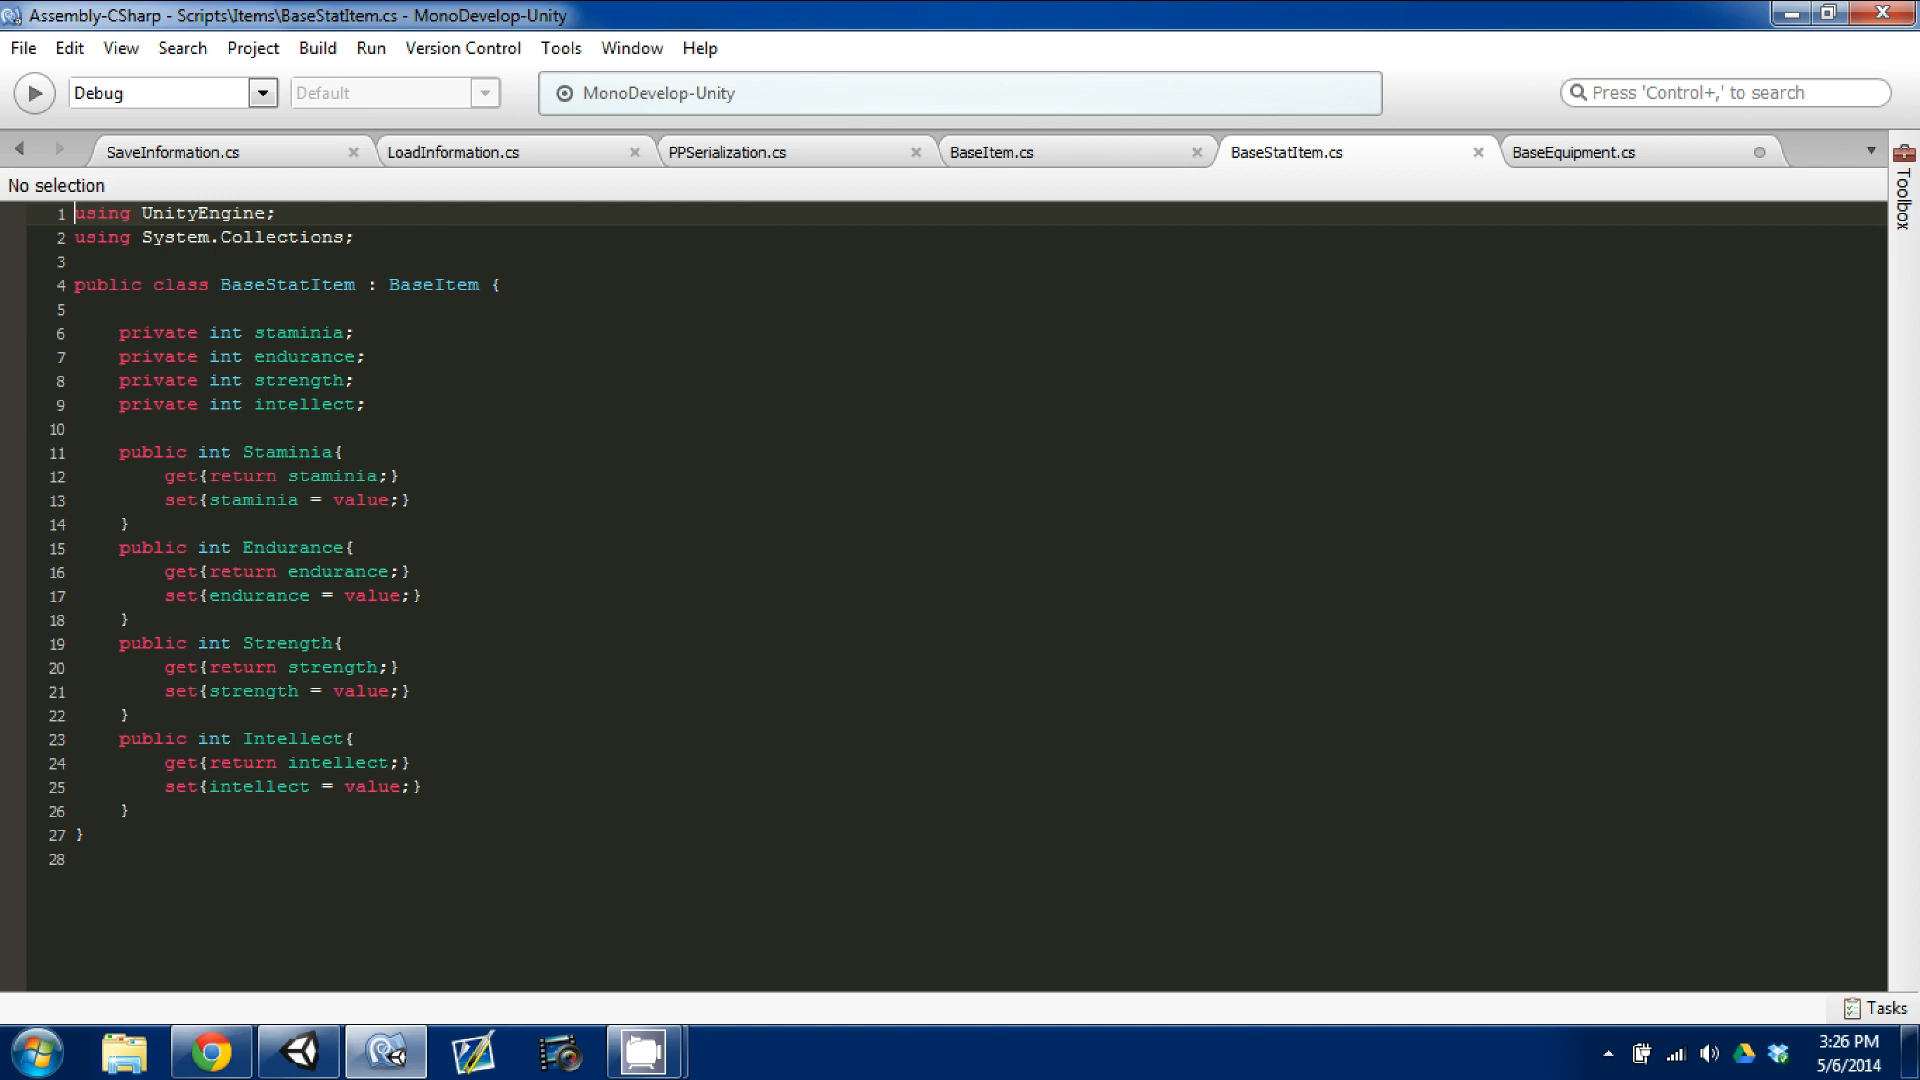 Assembly-CSharp - Scripts\Items\BaseStatItem.cs - MonoDevelop-Unity
File Edit View Search Project Build Run Version Control Tools Window Help
Debug Default MonoDevelop-Unity Press 'Control+,' to search
SaveInformation.cs LoadInformation.cs PPSerialization.cs BaseItem.cs BaseStatItem.cs BaseEquipment.cs
Toolbox
No selection
1 using UnityEngine;
2 using System.Collections;
3
4 public class BaseStatItem : BaseItem {
5
6 private int staminia;
7 private int endurance;
8 private int strength;
9 private int intellect;
10
11 public int Staminia{
12 get{return staminia;}
13 set{staminia = value;}
14 }
15 public int Endurance{
16 get{return endurance;}
17 set{endurance = value;}
18 }
19 public int Strength{
20 get{return strength;}
21 set{strength = value;}
22 }
23 public int Intellect{
24 get{return intellect;}
25 set{intellect = value;}
26 }
27 }
28
Tasks
3:26 PM
5/6/2014